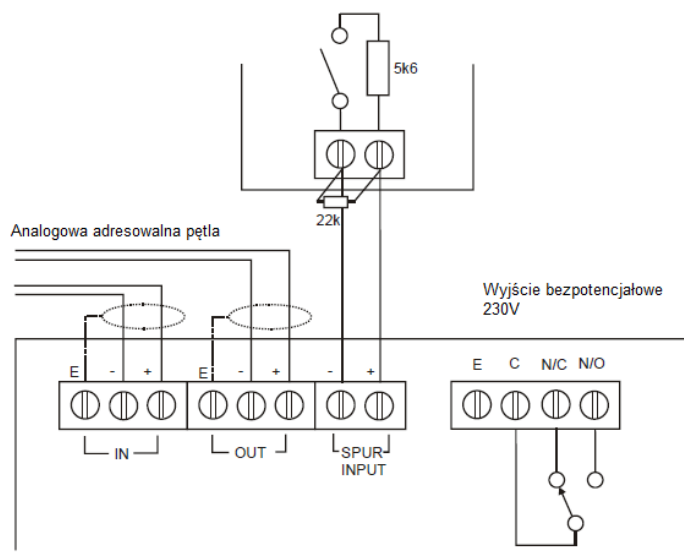 5k6
22k
Analogowa adresowalna pętla
Wyjście bezpotencjałowe
230V
E - + E - + - +
E C N/C N/O
IN OUT SPUR
INPUT